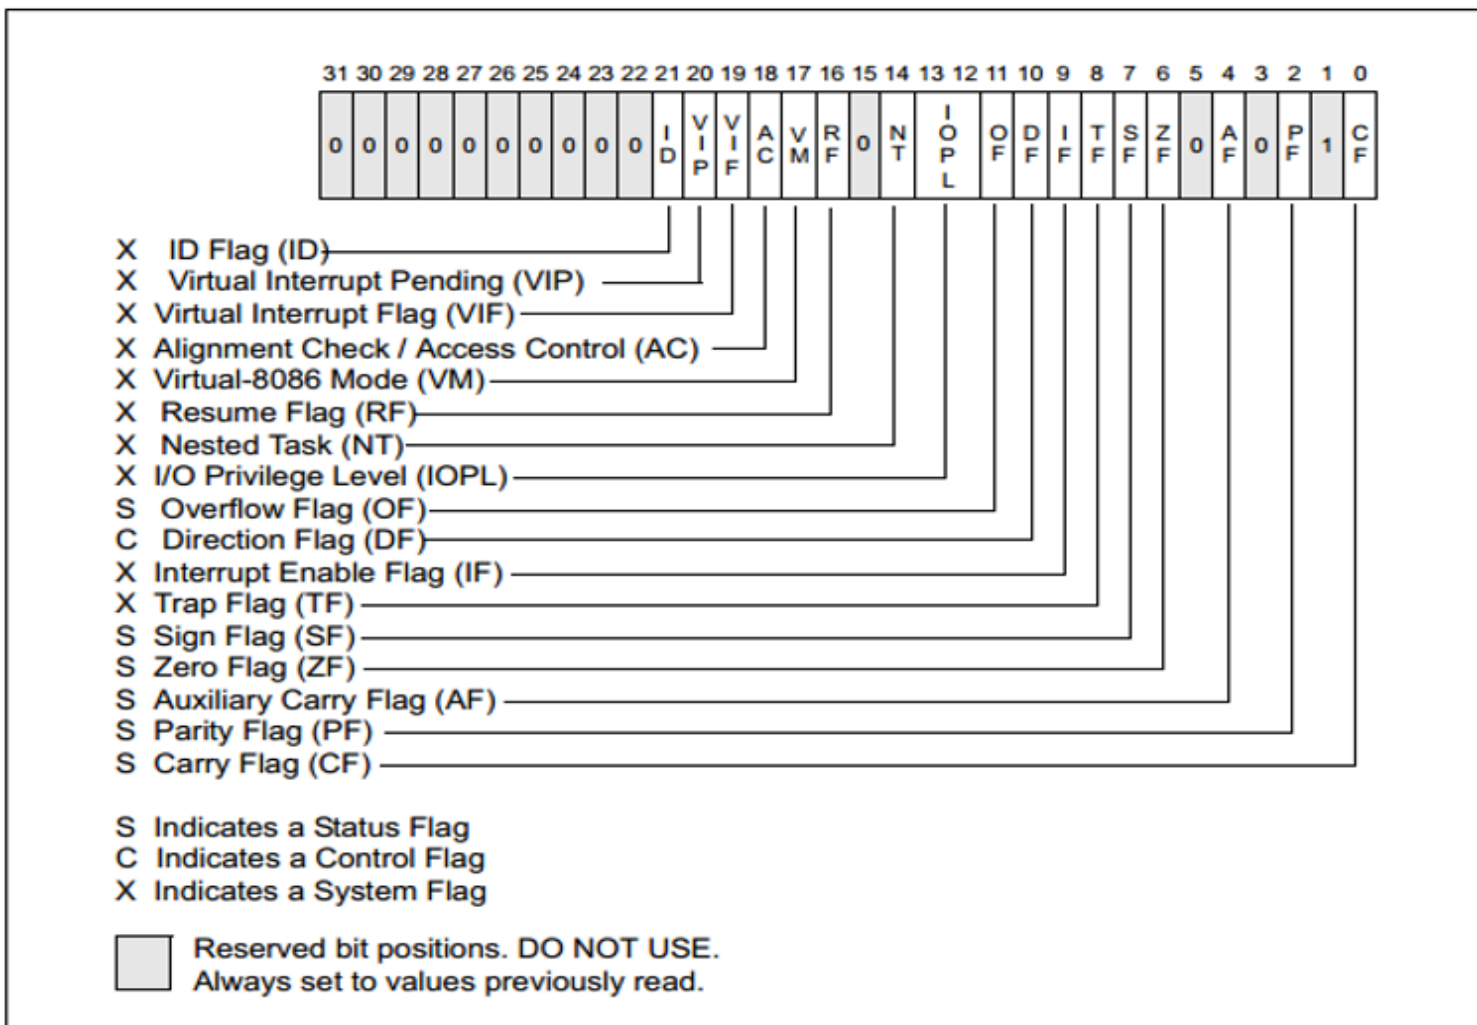 31 30 29 28 27 26 25 24 23 22 21 20 19 18 17 16 15 14 13 12 11 10 9 8 7 6 5 4 3 2 1 0
0 0 0 0 0 0 0 0 0 0 ID VIP VIF AC VM RF 0 NT IOPL OF DF IF TF SF ZF 0 AF 0 PF 1 CF
X ID Flag (ID)
X Virtual Interrupt Pending (VIP)
X Virtual Interrupt Flag (VIF)
X Alignment Check / Access Control (AC)
X Virtual-8086 Mode (VM)
X Resume Flag (RF)
X Nested Task (NT)
X I/O Privilege Level (IOPL)
S Overflow Flag (OF)
C Direction Flag (DF)
X Interrupt Enable Flag (IF)
X Trap Flag (TF)
S Sign Flag (SF)
S Zero Flag (ZF)
S Auxiliary Carry Flag (AF)
S Parity Flag (PF)
S Carry Flag (CF)
S Indicates a Status Flag
C Indicates a Control Flag
X Indicates a System Flag
Reserved bit positions. DO NOT USE.
Always set to values previously read.